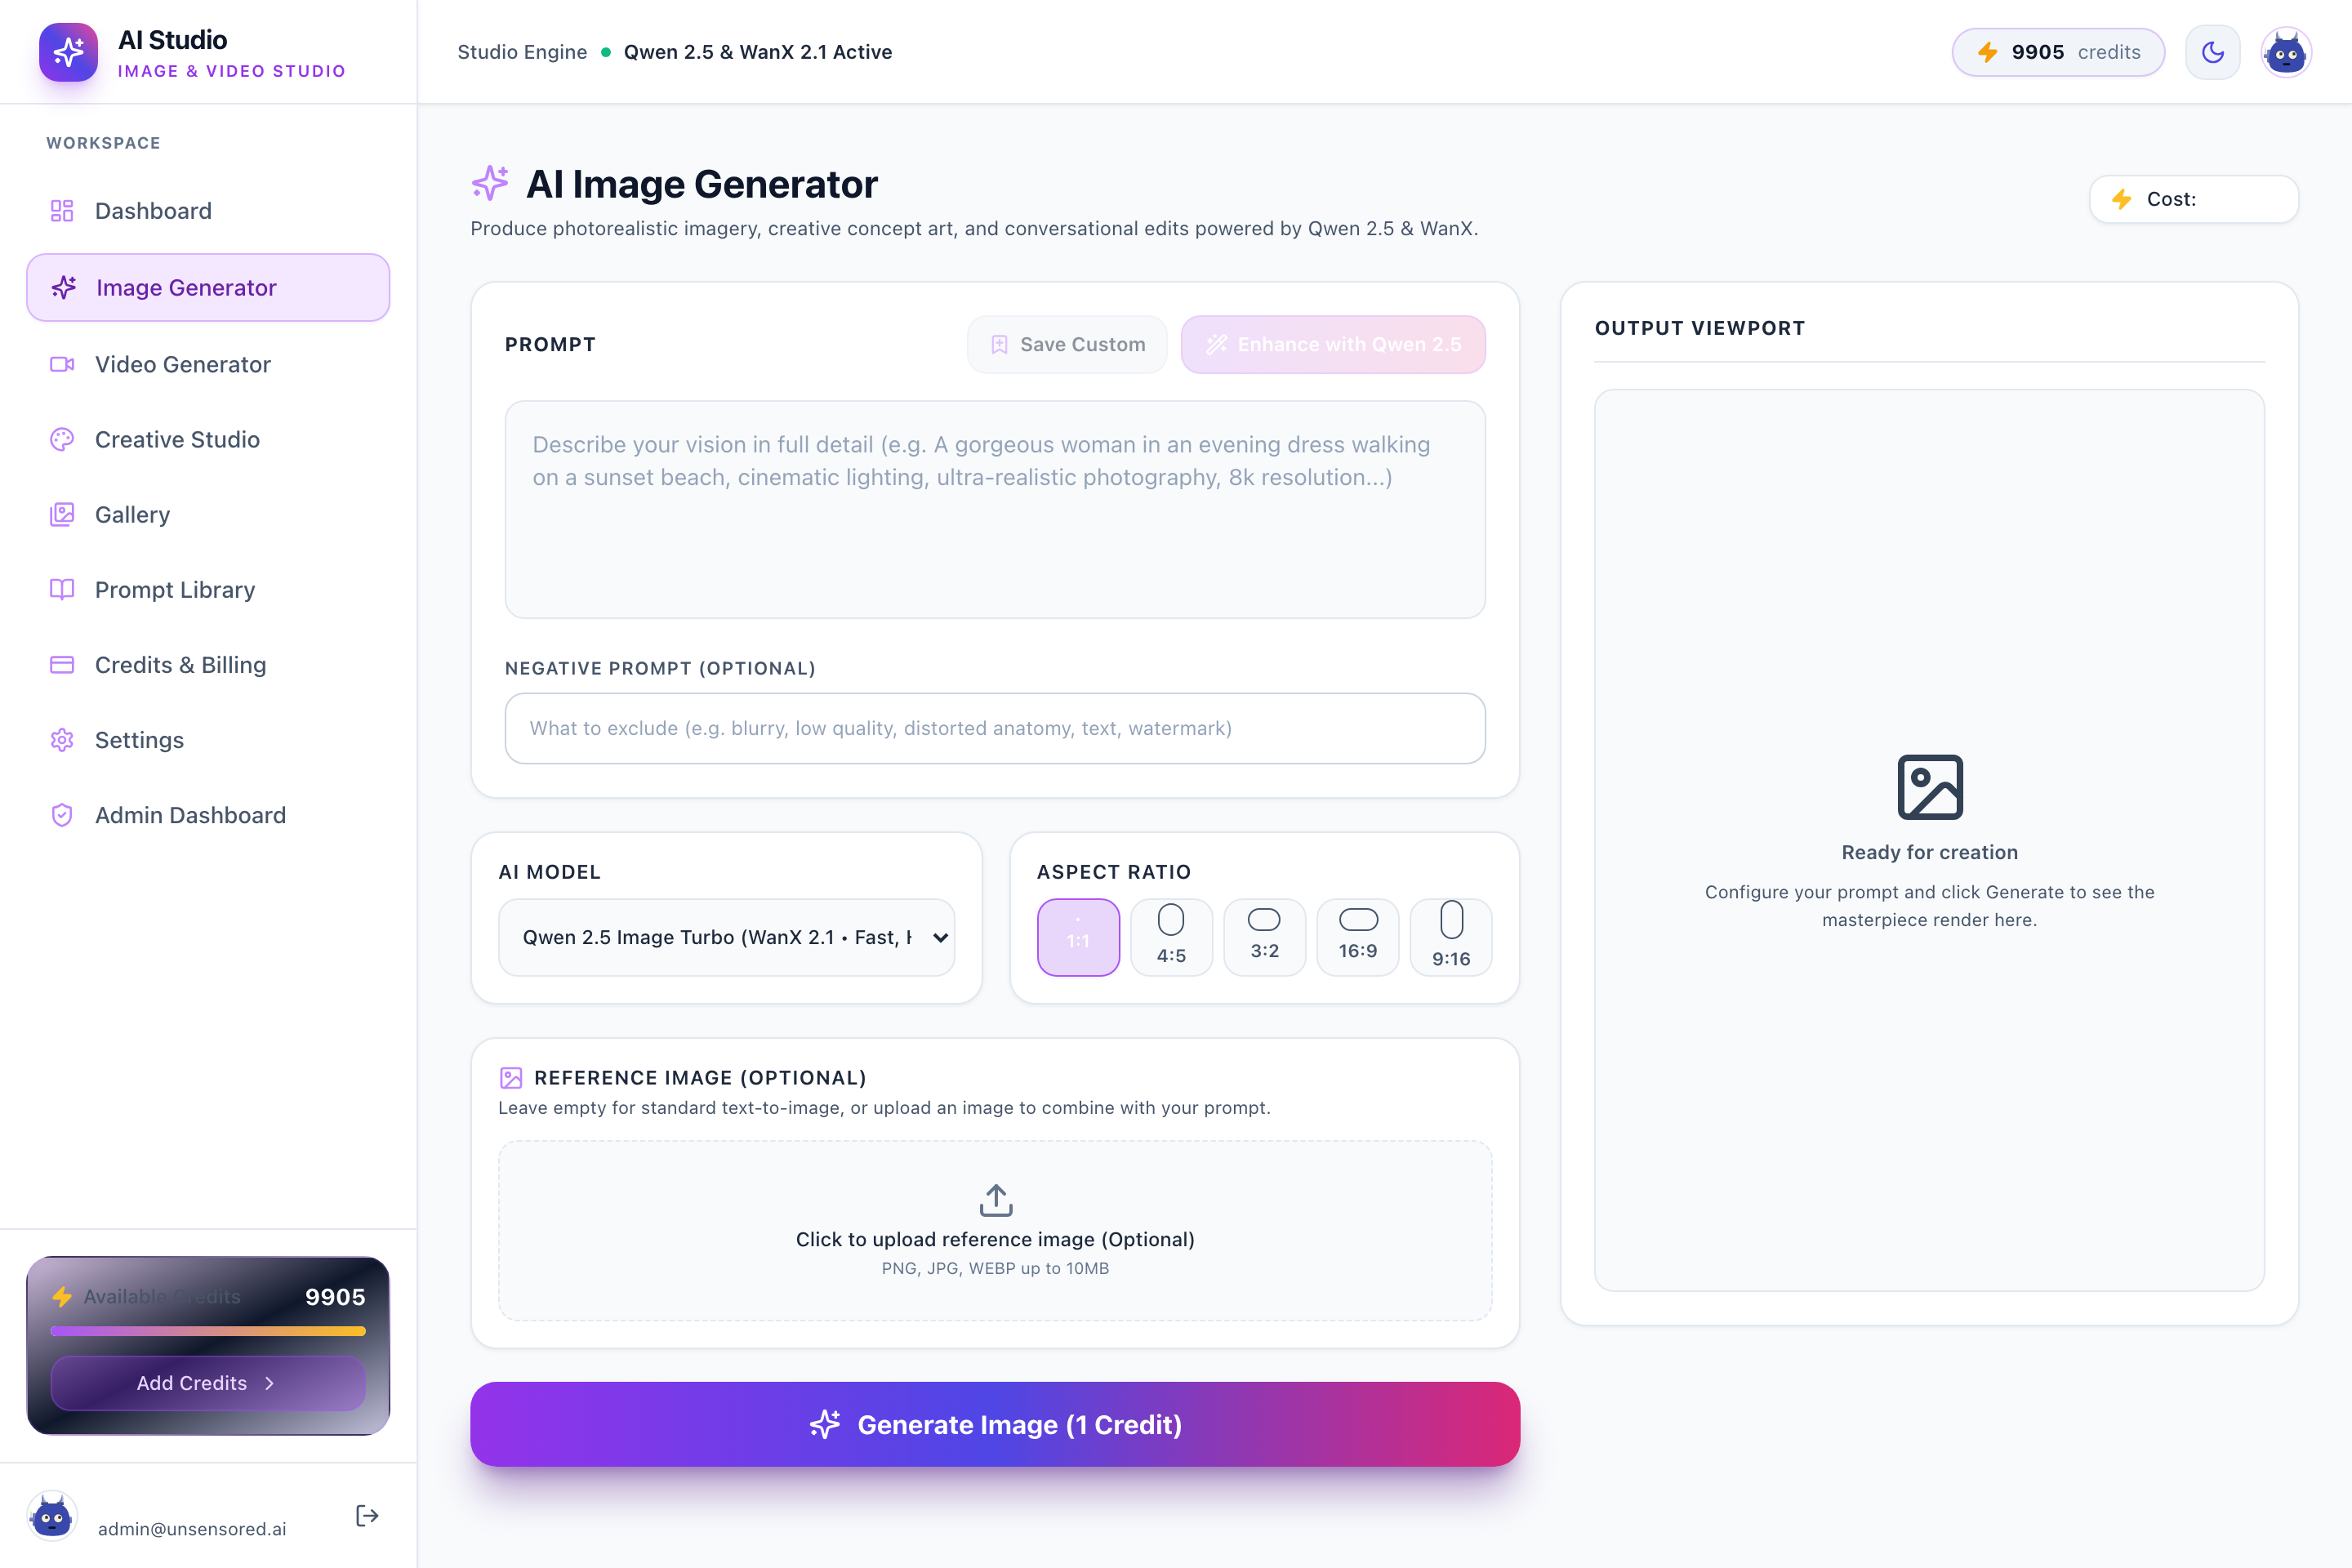 AI Studio
IMAGE & VIDEO STUDIO
Studio Engine
Qwen 2.5 & WanX 2.1 Active
9905 credits
WORKSPACE
Dashboard
Image Generator
Video Generator
Creative Studio
Gallery
Prompt Library
Credits & Billing
Settings
Admin Dashboard
Available Credits
9905
Add Credits
admin@unsensored.ai
AI Image Generator
Produce photorealistic imagery, creative concept art, and conversational edits powered by Qwen 2.5 & WanX.
Cost:
PROMPT
Save Custom
Enhance with Qwen 2.5
Describe your vision in full detail (e.g. A gorgeous woman in an evening dress walking
on a sunset beach, cinematic lighting, ultra-realistic photography, 8k resolution...)
NEGATIVE PROMPT (OPTIONAL)
What to exclude (e.g. blurry, low quality, distorted anatomy, text, watermark)
AI MODEL
Qwen 2.5 Image Turbo (WanX 2.1 • Fast,
ASPECT RATIO
1:1
4:5
3:2
16:9
9:16
REFERENCE IMAGE (OPTIONAL)
Leave empty for standard text-to-image, or upload an image to combine with your prompt.
Click to upload reference image (Optional)
PNG, JPG, WEBP up to 10MB
Generate Image (1 Credit)
OUTPUT VIEWPORT
Ready for creation
Configure your prompt and click Generate to see the
masterpiece render here.